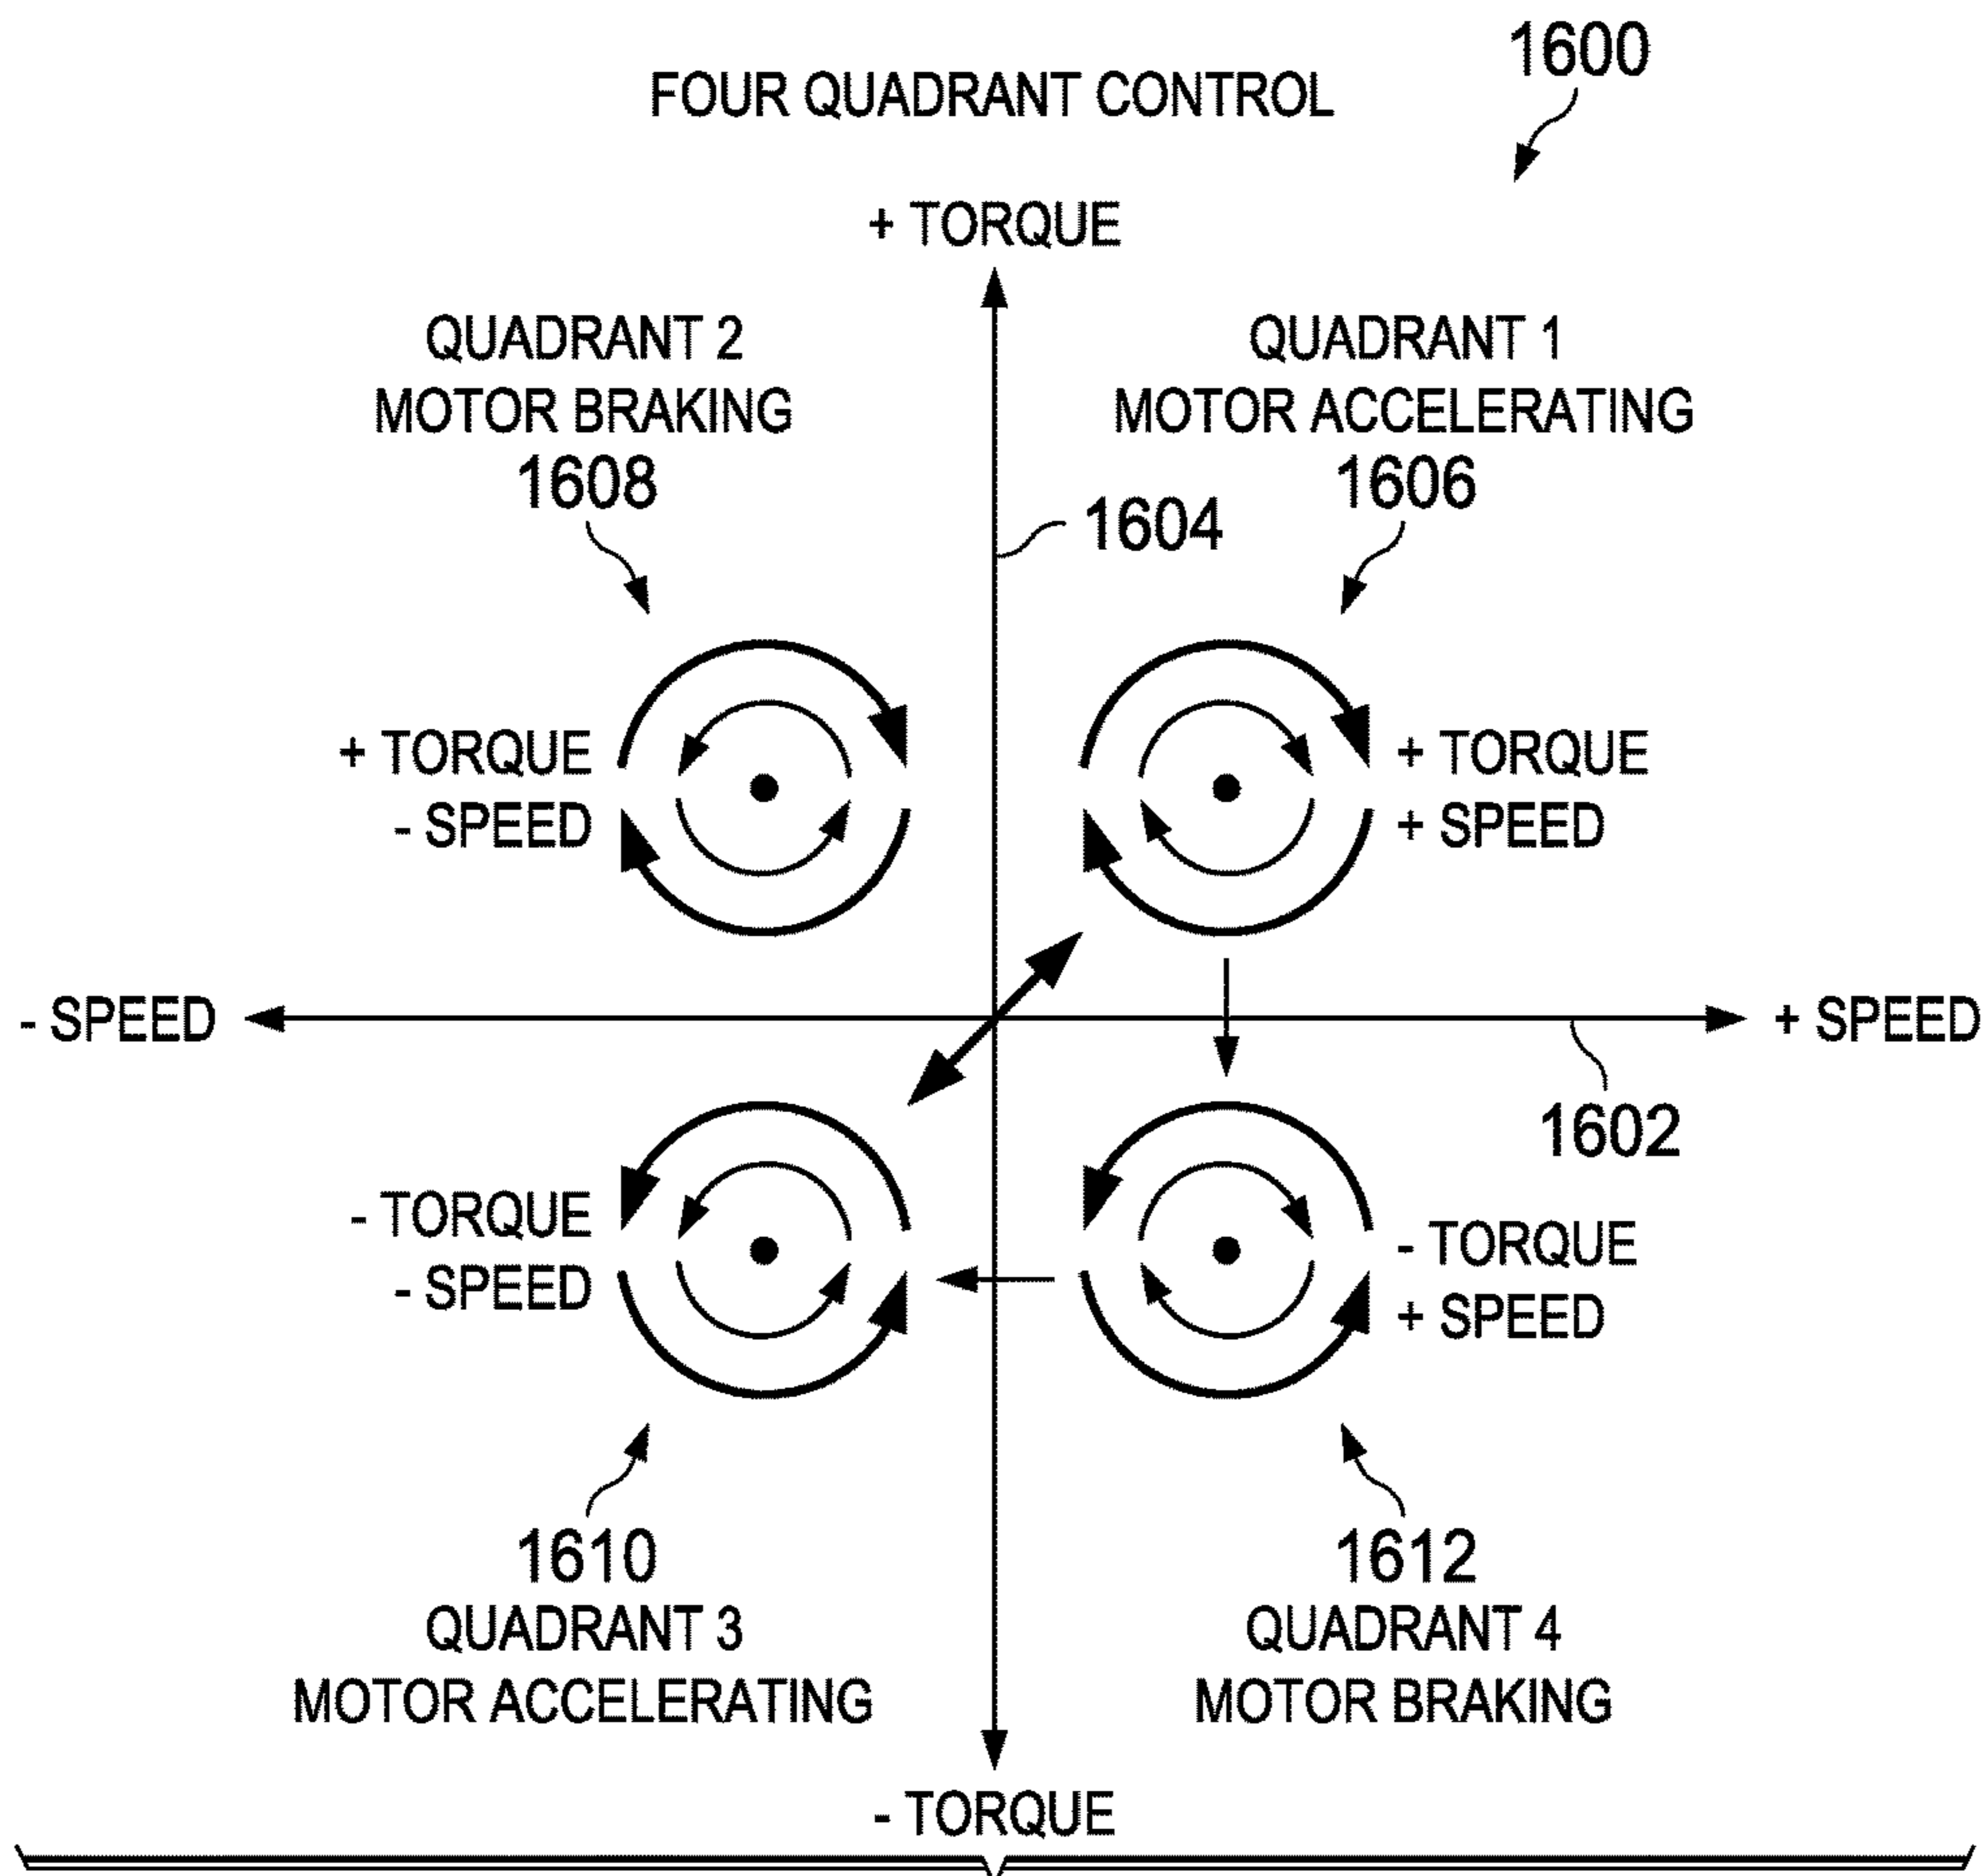 1600
FOUR QUADRANT CONTROL
+ TORQUE
QUADRANT 2
MOTOR BRAKING
1608
QUADRANT 1
MOTOR ACCELERATING
1606
1604
+ TORQUE
- SPEED
+ TORQUE
+ SPEED
- SPEED
+ SPEED
1602
- TORQUE
- SPEED
- TORQUE
+ SPEED
1610
QUADRANT 3
MOTOR ACCELERATING
1612
QUADRANT 4
MOTOR BRAKING
- TORQUE